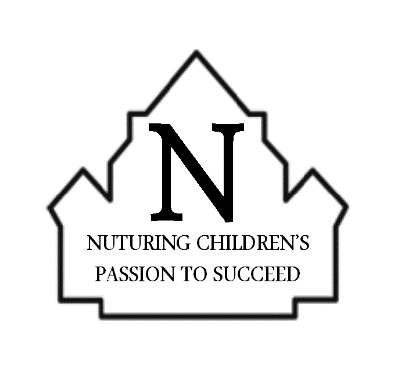 N
NUTURING CHILDREN'S
PASSION TO SUCCEED